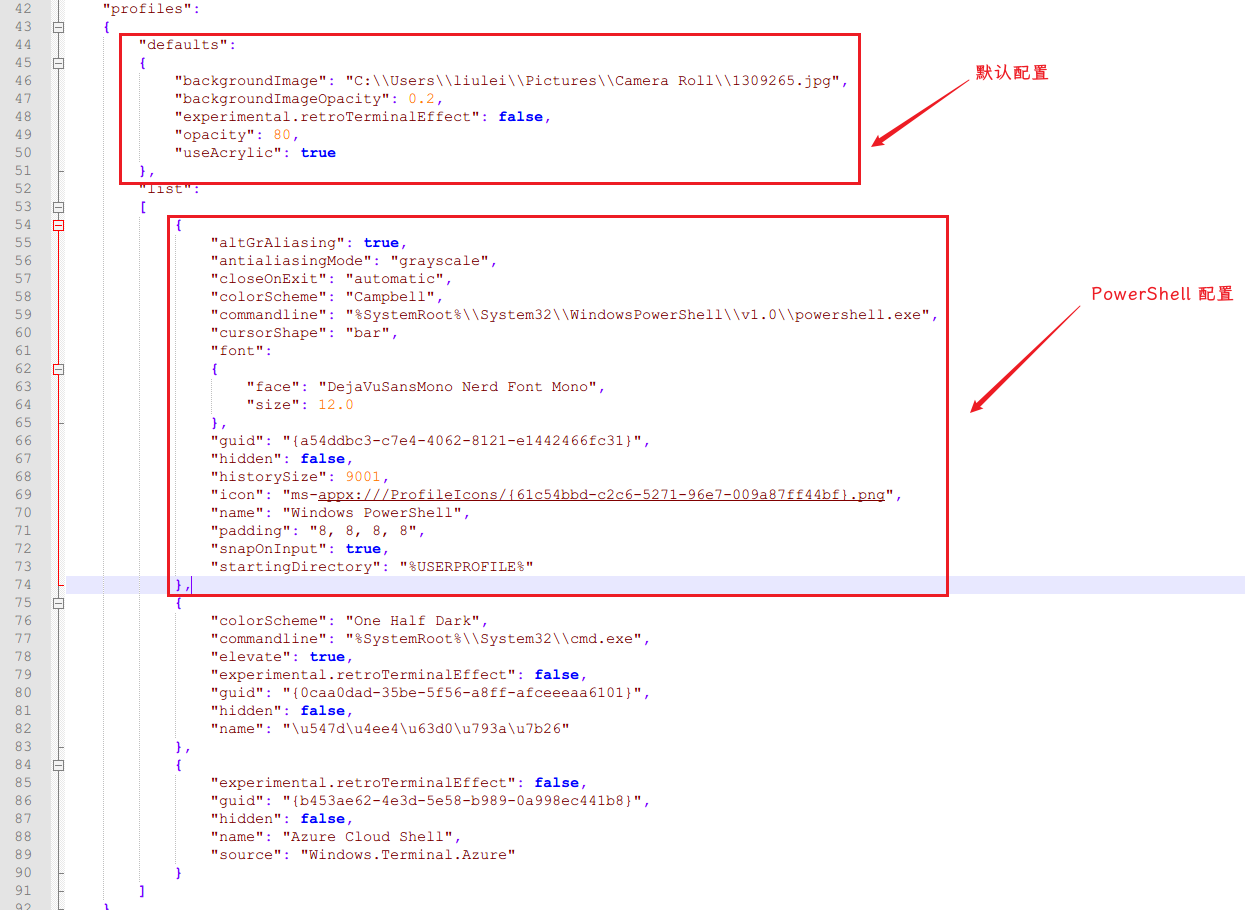 42 "profiles":
43 {
44 "defaults":
默认配置
45 {
46 "backgroundImage": "C:\\Users\\liulei\\Pictures\\Camera Roll\\1309265.jpg",
47 "backgroundImageOpacity": 0.2,
48 "experimental.retroTerminalEffect": false,
49 "opacity": 80,
50 "useAcrylic": true
51 },
52 "list":
53 [
54 {
55 "altGrAliasing": true,
56 "antialiasingMode": "grayscale",
57 "closeOnExit": "automatic",
58 "colorScheme": "Campbell",
PowerShell 配置
59 "commandline": "%SystemRoot%\\System32\\WindowsPowerShell\\v1.0\\powershell.exe",
60 "cursorShape": "bar",
61 "font":
62 {
63 "face": "DejaVuSansMono Nerd Font Mono",
64 "size": 12.0
65 },
66 "guid": "{a54ddbc3-c7e4-4062-8121-e1442466fc31}",
67 "hidden": false,
68 "historySize": 9001,
69 "icon": "ms-appx:///ProfileIcons/{61c54bbd-c2c6-5271-96e7-009a87ff44bf}.png",
70 "name": "Windows PowerShell",
71 "padding": "8, 8, 8, 8",
72 "snapOnInput": true,
73 "startingDirectory": "%USERPROFILE%"
74 },
75 {
76 "colorScheme": "One Half Dark",
77 "commandline": "%SystemRoot%\\System32\\cmd.exe",
78 "elevate": true,
79 "experimental.retroTerminalEffect": false,
80 "guid": "{0caa0dad-35be-5f56-a8ff-afceeeaa6101}",
81 "hidden": false,
82 "name": "\u547d\u4ee4\u63d0\u793a\u7b26"
83 },
84 {
85 "experimental.retroTerminalEffect": false,
86 "guid": "{b453ae62-4e3d-5e58-b989-0a998ec441b8}",
87 "hidden": false,
88 "name": "Azure Cloud Shell",
89 "source": "Windows.Terminal.Azure"
90 }
91 ]
92 }